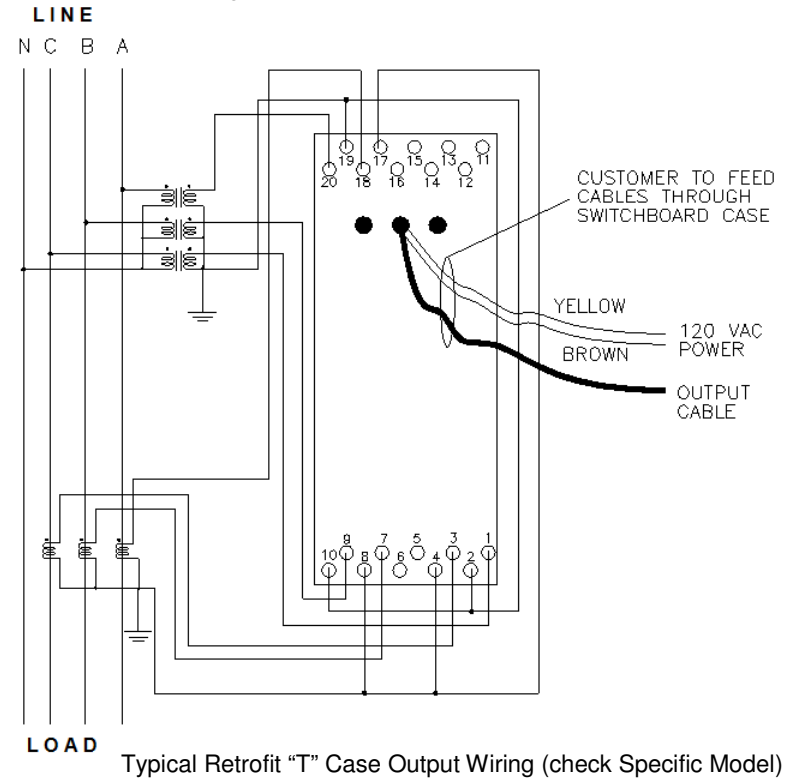 LINE
N C B A
19 17 15 13 11
20 18 16 14 12
CUSTOMER TO FEED
CABLES THROUGH
SWITCHBOARD CASE
YELLOW
120 VAC
POWER
BROWN
OUTPUT
CABLE
9 7 5 3 1
10 8 6 4 2
LOAD
Typical Retrofit “T” Case Output Wiring (check Specific Model)